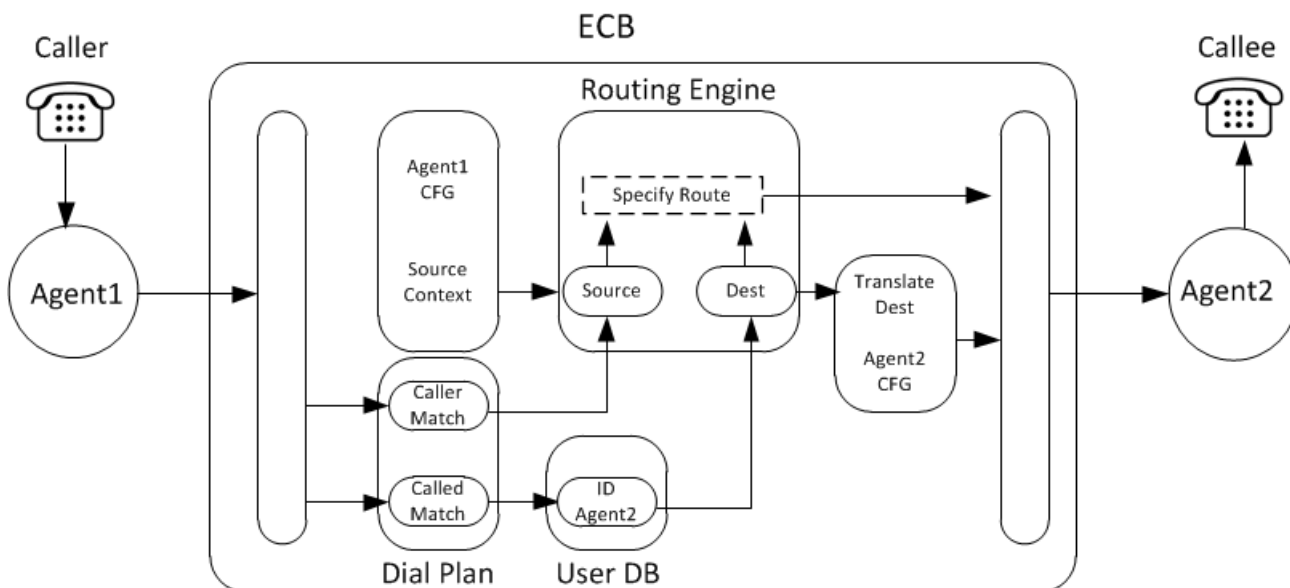 ECB
Caller
Callee
Routing Engine
Agent1
CFG
Specify Route
Source
Context
Source
Dest
Translate
Dest
Agent1
Agent2
Agent2
CFG
Caller
Match
Called
Match
ID
Agent2
Dial Plan
User DB